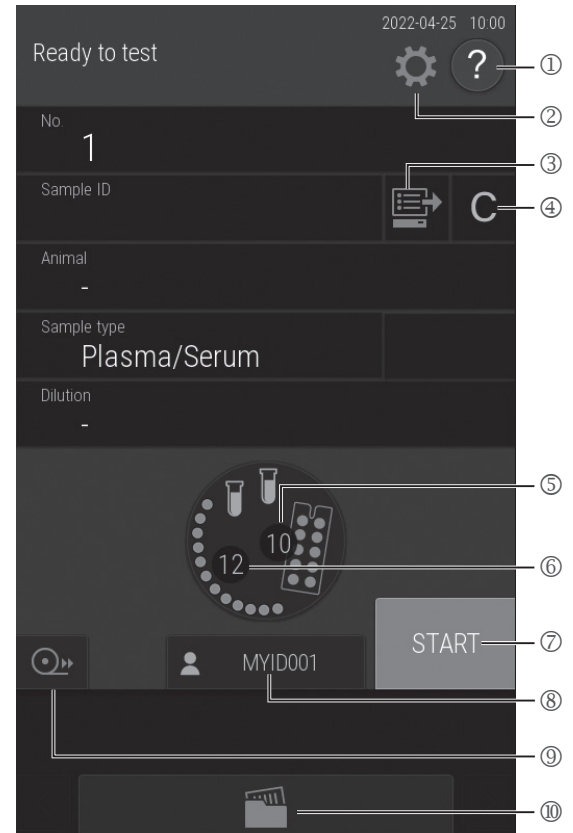 2022-04-25 10:00
Ready to test
?
①
②
No.
1
③
Sample ID
C
④
Animal
-
Sample type
Plasma/Serum
Dilution
-
⑤
10
12
⑥
START
⑦
MYID001
⑧
⑨
⑩